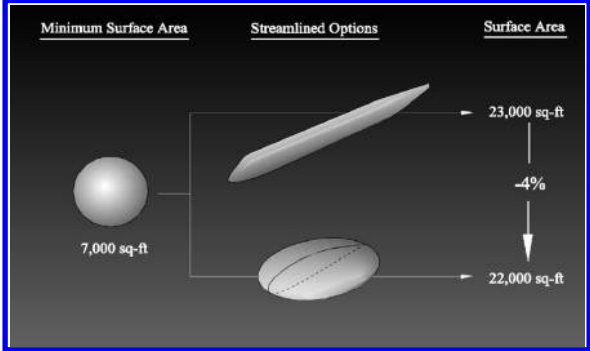 Minimum Surface Area
Streamlined Options
Surface Area
23,000 sq-ft
-4%
7,000 sq-ft
22,000 sq-ft